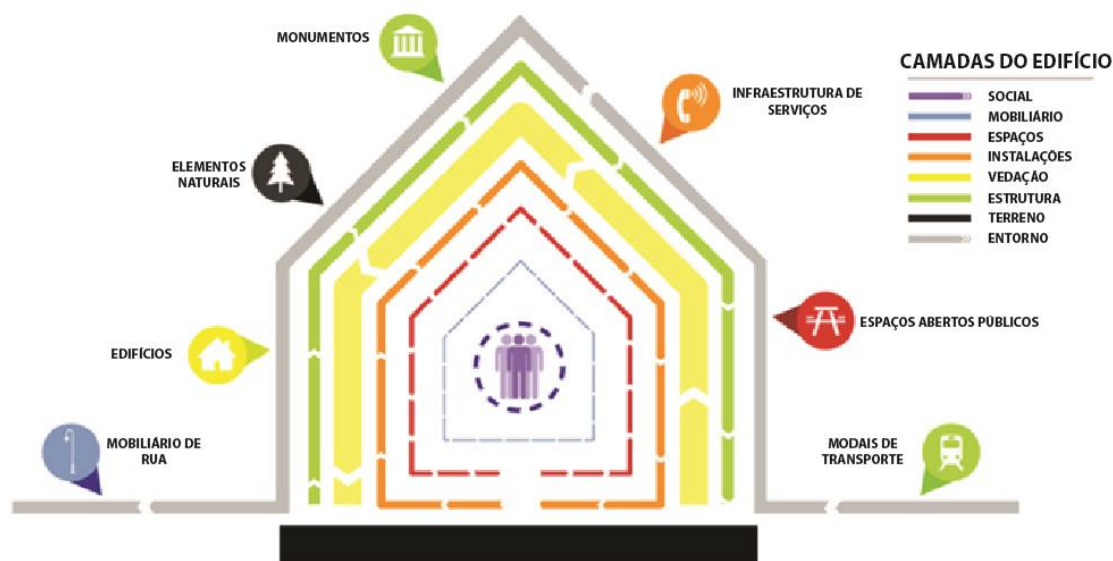 MONUMENTOS
INFRAESTRUTURA DE
SERVIÇOS
ELEMENTOS
NATURAIS
EDIFÍCIOS
ESPAÇOS ABERTOS PÚBLICOS
MOBILIÁRIO DE
RUA
MODAIS DE
TRANSPORTE
CAMADAS DO EDIFÍCIO
SOCIAL
MOBILIÁRIO
ESPAÇOS
INSTALAÇÕES
VEDAÇÃO
ESTRUTURA
TERRENO
ENTORNO